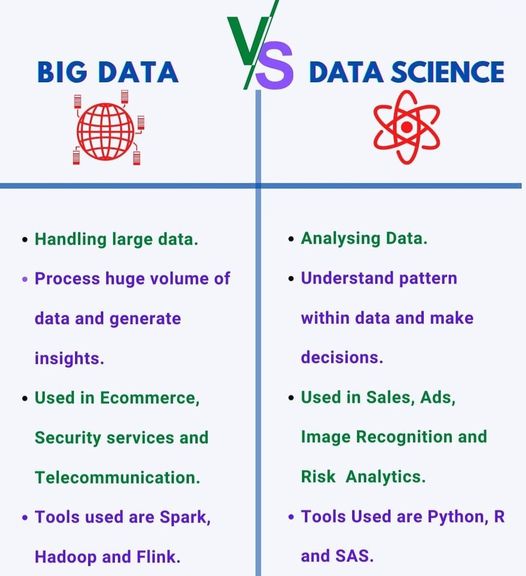 VS
BIG DATA
DATA SCIENCE
• Handling large data.
• Process huge volume of
data and generate
insights.
• Used in Ecommerce,
Security services and
Telecommunication.
• Tools used are Spark,
Hadoop and Flink.
• Analysing Data.
• Understand pattern
within data and make
decisions.
• Used in Sales, Ads,
Image Recognition and
Risk  Analytics.
• Tools Used are Python, R
and SAS.